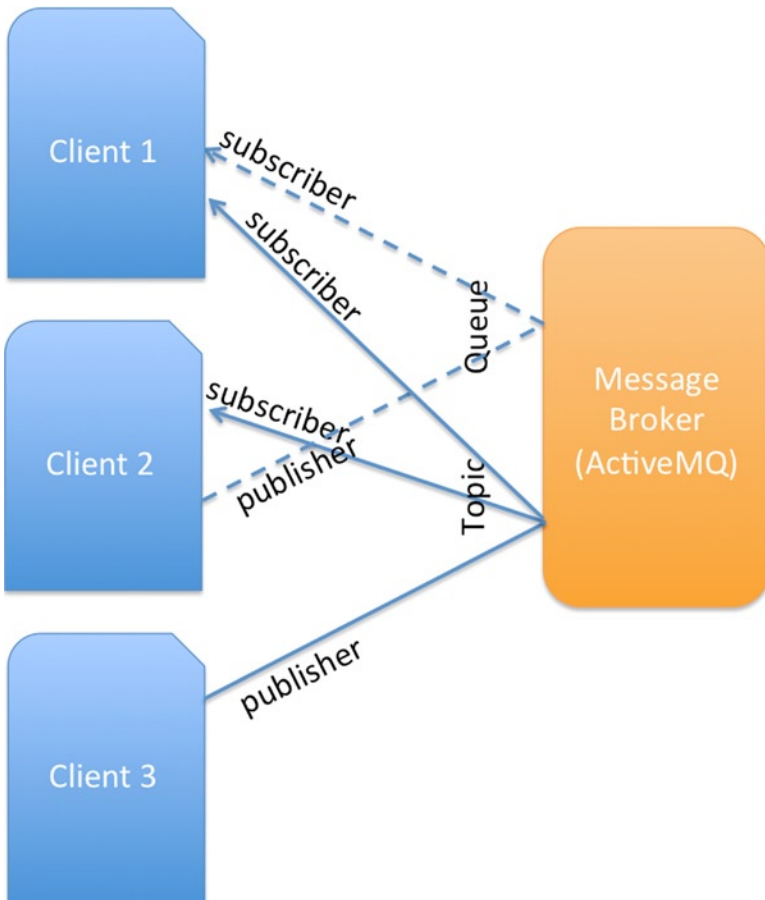 Client 1
subscriber
subscriber
Queue
Message
Broker
(ActiveMQ)
subscriber
Client 2
publisher
Topic
publisher
Client 3